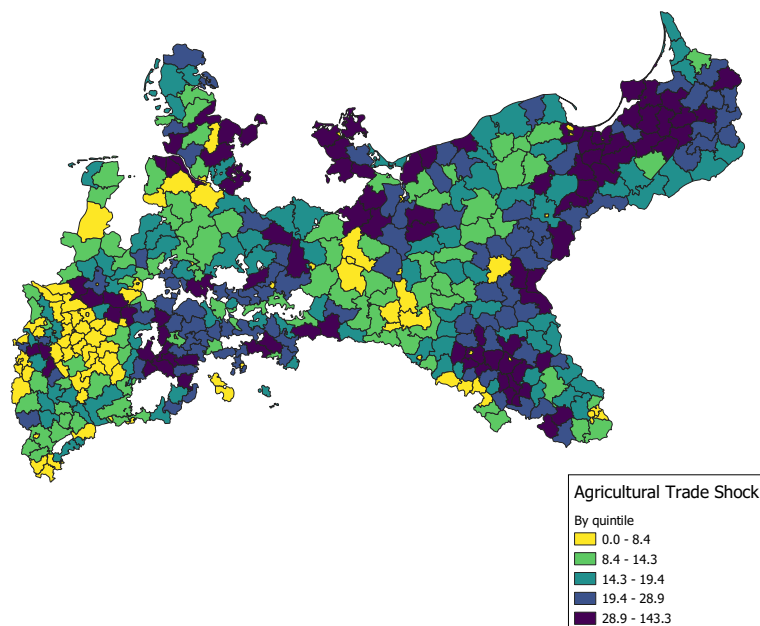 Agricultural Trade Shock
By quintile
0.0 - 8.4
8.4 - 14.3
14.3 - 19.4
19.4 - 28.9
28.9 - 143.3